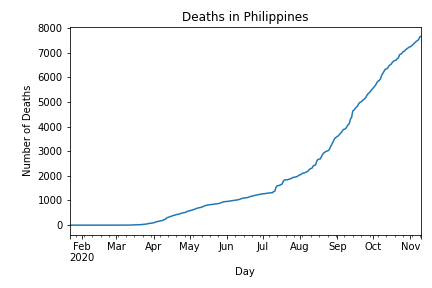 Deaths in Philippines
8000
7000
6000
5000
4000
3000
2000
1000
0
Number of Deaths
Feb Mar Apr May Jun Jul Aug Sep Oct Nov
2020
Day